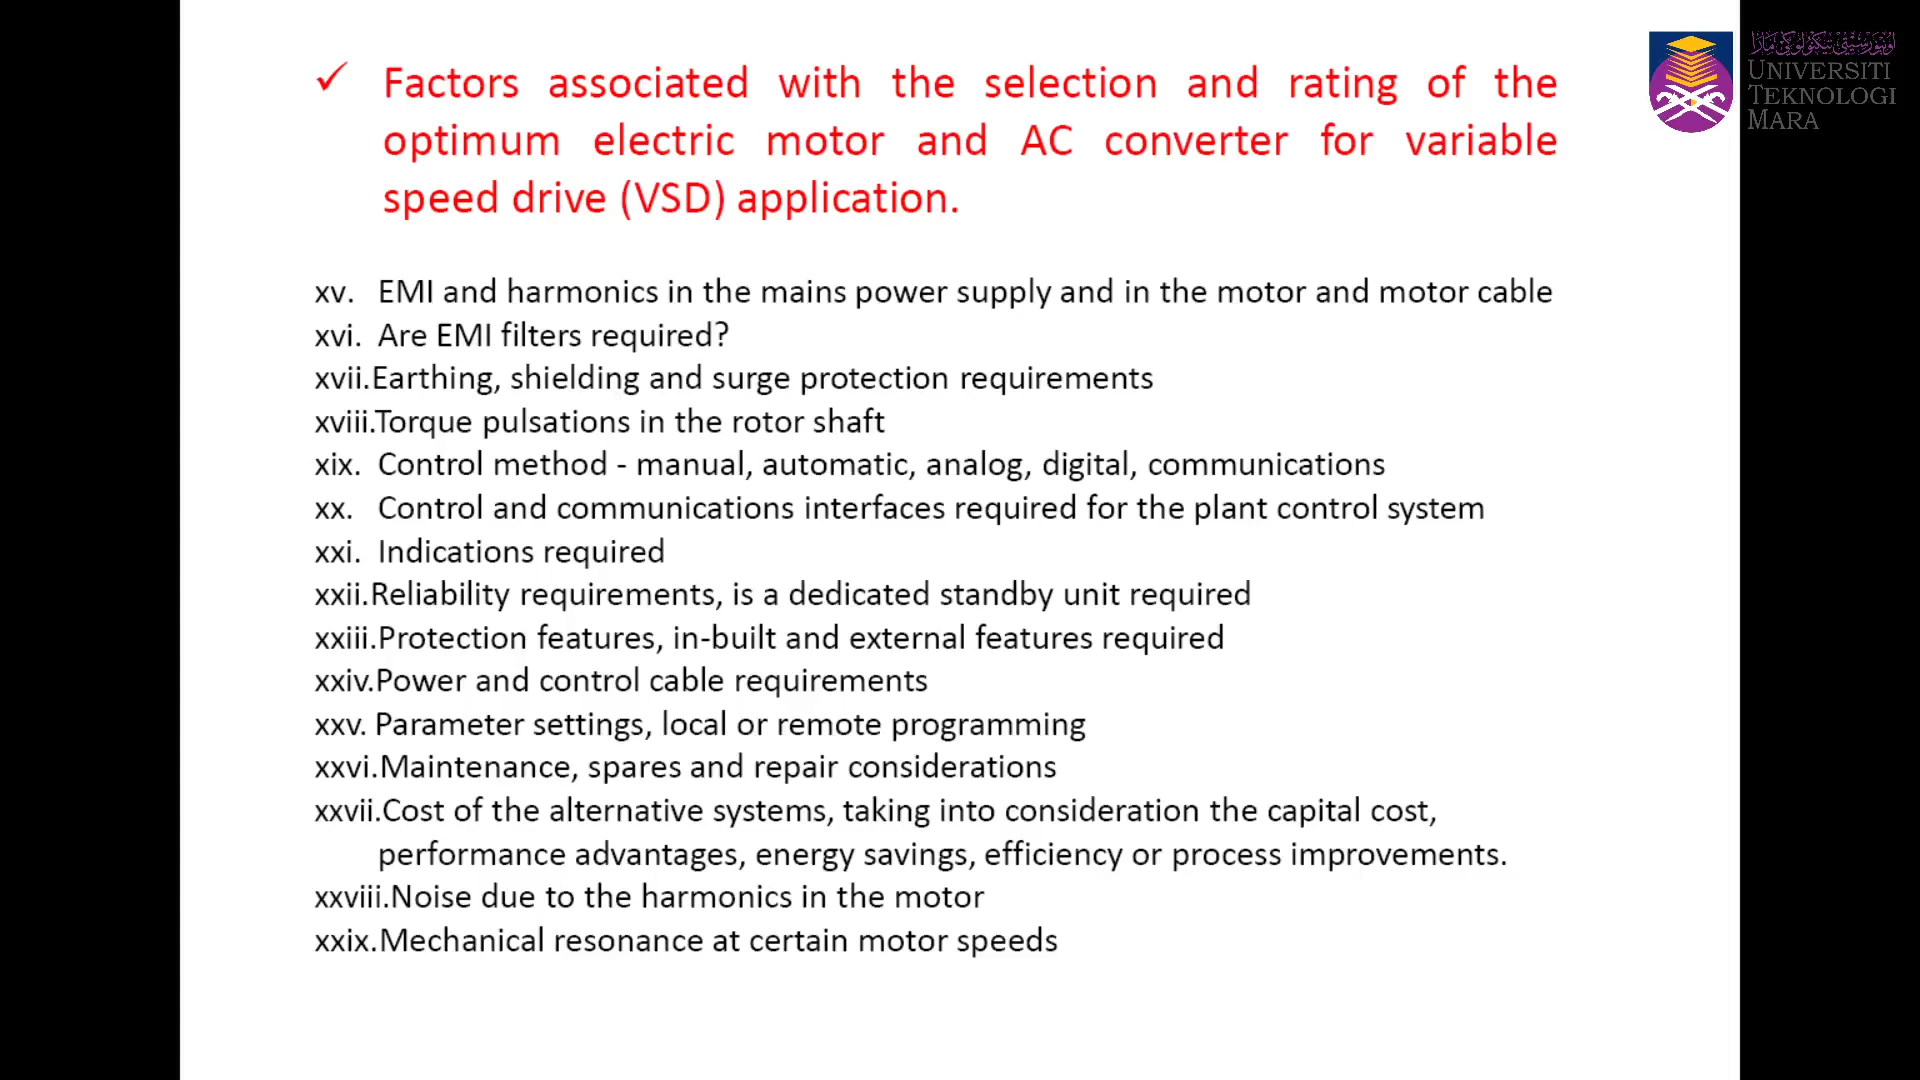 ✓ Factors associated with the selection and rating of the
optimum electric motor and AC converter for variable
speed drive (VSD) application.
xv. EMI and harmonics in the mains power supply and in the motor and motor cable
xvi. Are EMI filters required?
xvii.Earthing, shielding and surge protection requirements
xviii.Torque pulsations in the rotor shaft
xix. Control method - manual, automatic, analog, digital, communications
xx. Control and communications interfaces required for the plant control system
xxi. Indications required
xxii.Reliability requirements, is a dedicated standby unit required
xxiii.Protection features, in-built and external features required
xxiv.Power and control cable requirements
xxv. Parameter settings, local or remote programming
xxvi.Maintenance, spares and repair considerations
xxvii.Cost of the alternative systems, taking into consideration the capital cost,
performance advantages, energy savings, efficiency or process improvements.
xxviii.Noise due to the harmonics in the motor
xxix.Mechanical resonance at certain motor speeds
اونيۏرسيتي تيكنولوڬي مارا
UNIVERSITI
TEKNOLOGI
MARA